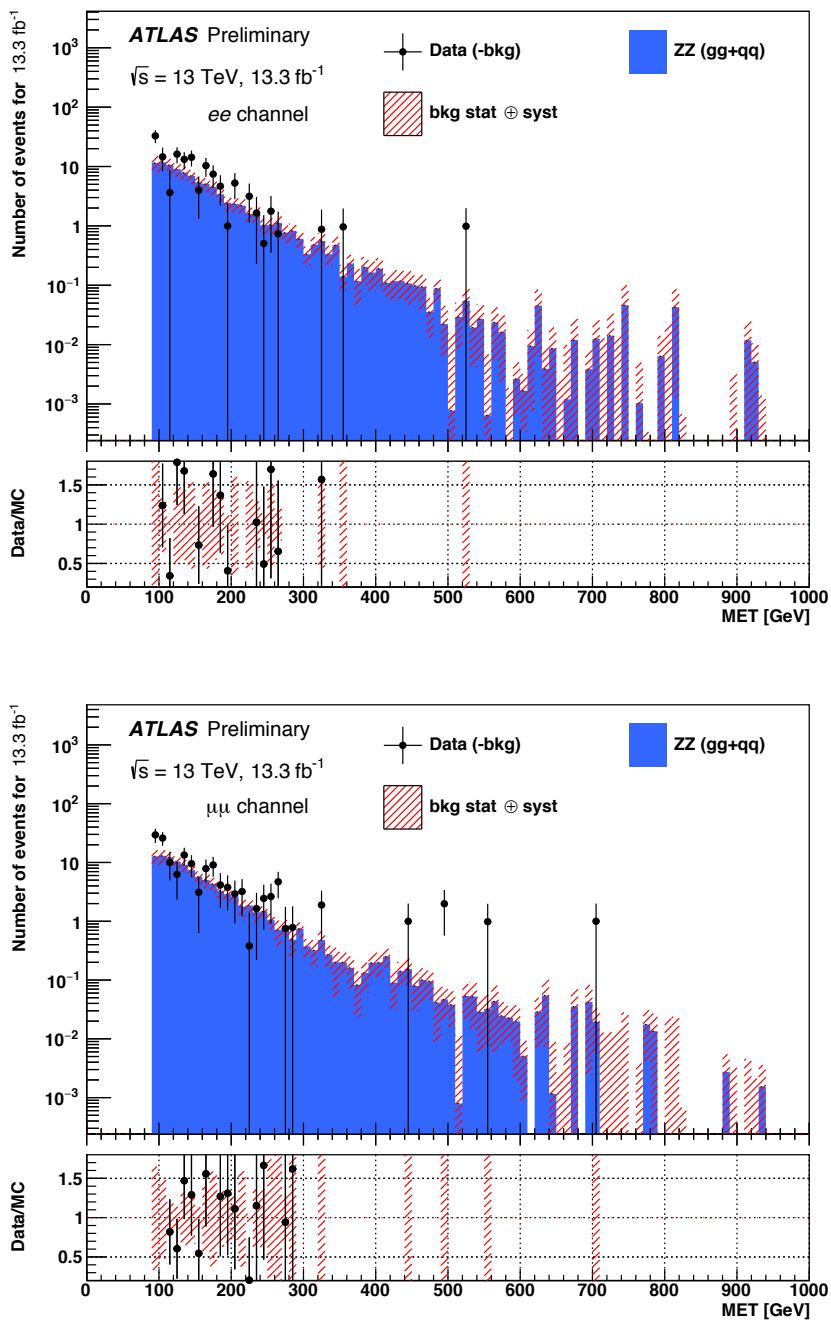 ATLAS Preliminary
√s = 13 TeV, 13.3 fb⁻¹
ee channel
Data (-bkg)
ZZ (gg+qq)
bkg stat ⊕ syst
Number of events for 13.3 fb⁻¹
10³
10²
10
1
10⁻¹
10⁻²
10⁻³
Data/MC
1.5
1
0.5
0 100 200 300 400 500 600 700 800 900 1000
MET [GeV]
ATLAS Preliminary
√s = 13 TeV, 13.3 fb⁻¹
μμ channel
Data (-bkg)
ZZ (gg+qq)
bkg stat ⊕ syst
Number of events for 13.3 fb⁻¹
10³
10²
10
1
10⁻¹
10⁻²
10⁻³
Data/MC
1.5
1
0.5
0 100 200 300 400 500 600 700 800 900 1000
MET [GeV]